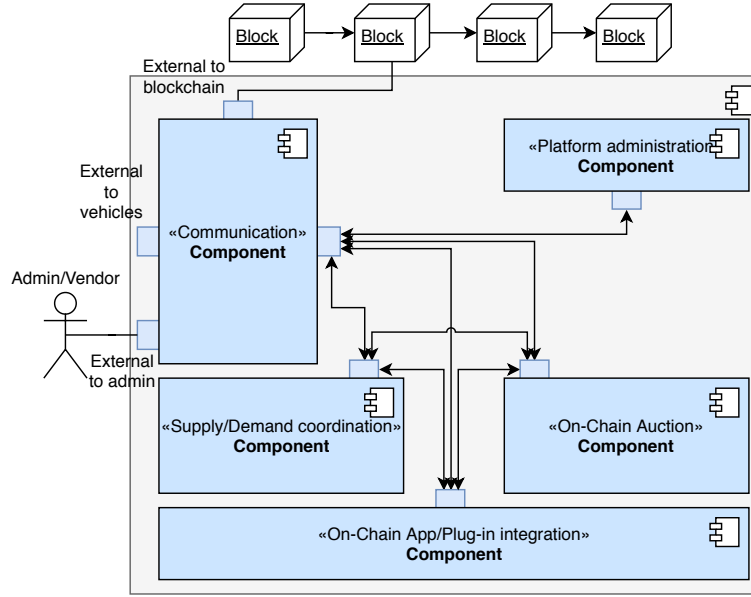 Block
Block
Block
Block
External to
blockchain
«Platform administration
Component
External
to
vehicles
«Communication»
Component
Admin/Vendor
External
to admin
«Supply/Demand coordination»
Component
«On-Chain Auction»
Component
«On-Chain App/Plug-in integration»
Component